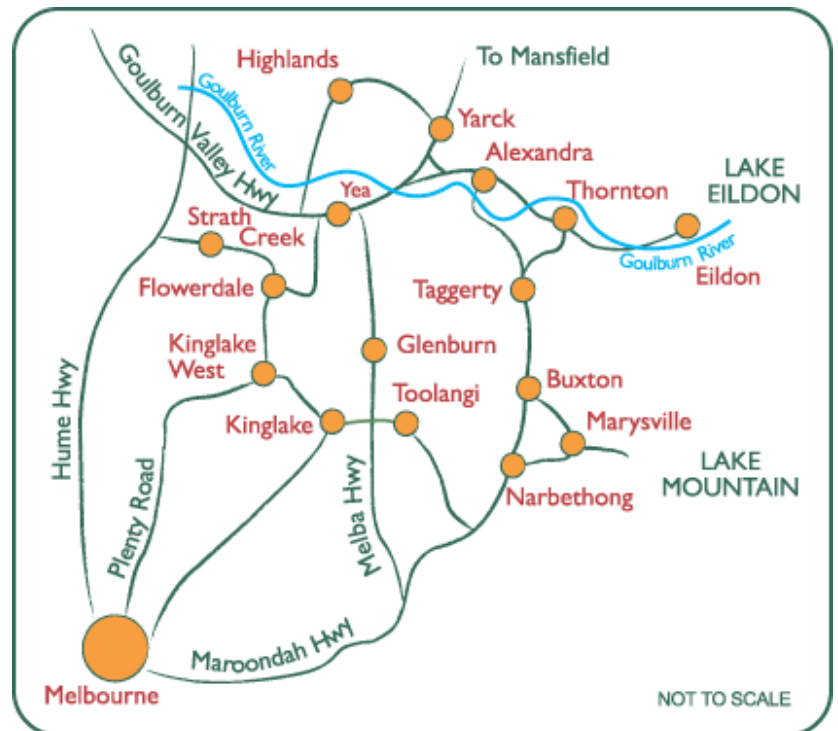 Highlands
To Mansfield
Goulburn Valley Hwy
Goulburn River
Yarck
Alexandra
LAKE
EILDON
Thornton
Yea
Strath
Creek
Goulburn River
Eildon
Flowerdale
Taggerty
Kinglake
West
Glenburn
Buxton
Toolangi
Kinglake
Marysville
LAKE
MOUNTAIN
Narbethong
Hume Hwy
Plenty Road
Melba Hwy
Maroondah Hwy
Melbourne
NOT TO SCALE